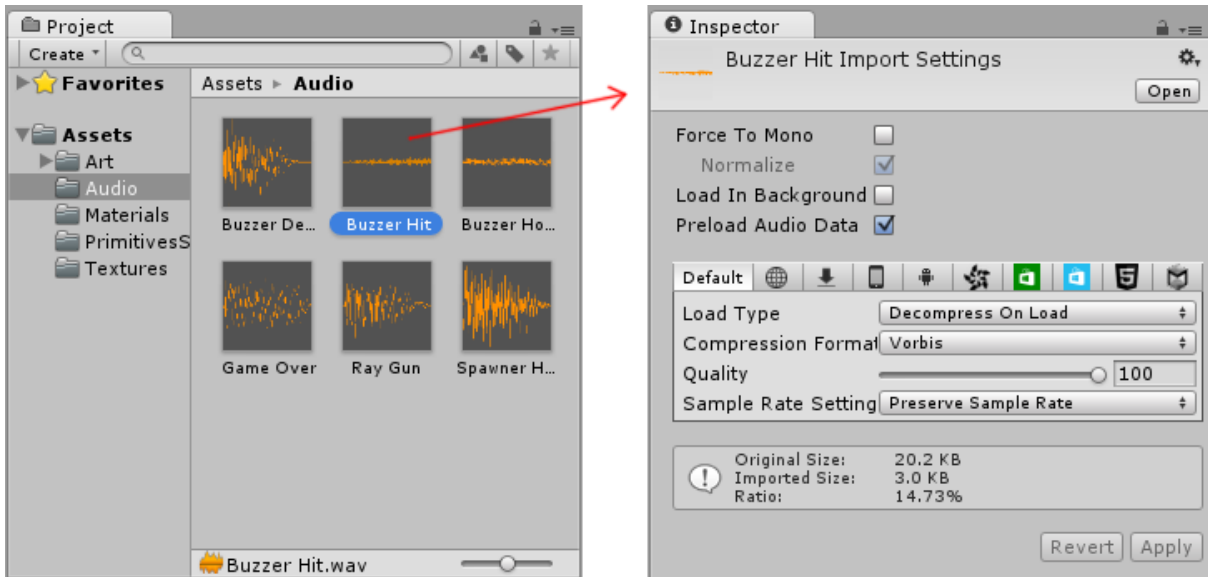 Project
Create
Favorites
Assets
Art
Audio
Materials
PrimitivesS
Textures
Assets ▸ Audio
Buzzer De...
Buzzer Hit
Buzzer Ho...
Game Over
Ray Gun
Spawner H...
Buzzer Hit.wav
Inspector
Buzzer Hit Import Settings
Open
Force To Mono
Normalize
Load In Background
Preload Audio Data
Default
Load Type Decompress On Load
Compression Format Vorbis
Quality 100
Sample Rate Setting Preserve Sample Rate
Original Size: 20.2 KB
Imported Size: 3.0 KB
Ratio: 14.73%
Revert Apply